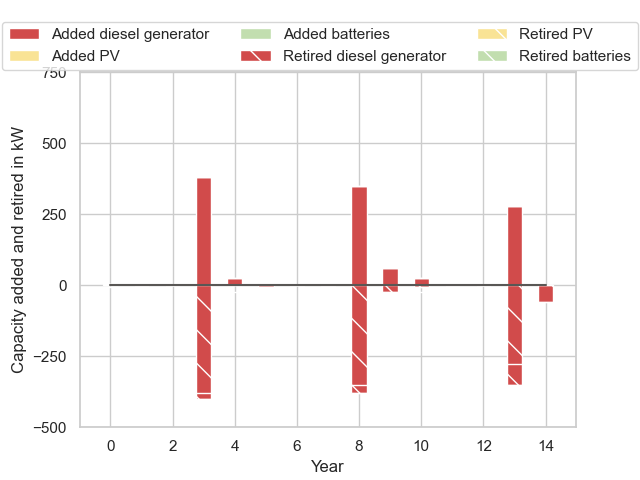 Added diesel generator Added batteries Retired PV
Added PV Retired diesel generator Retired batteries
750
500
250
0
−250
−500
Capacity added and retired in kW
0 2 4 6 8 10 12 14
Year